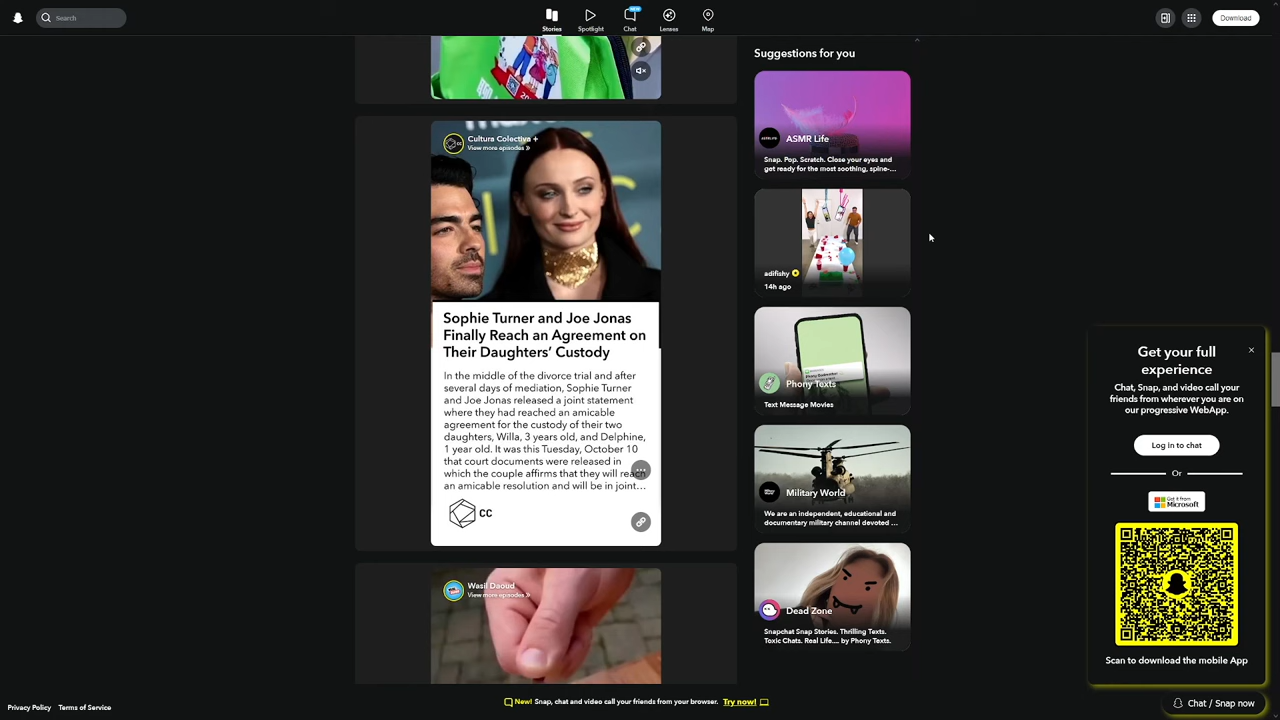 Search
Stories
Spotlight
NEW
Chat
Lenses
Map
Download
Suggestions for you
Cultura Colectiva +
View more episodes »
Sophie Turner and Joe Jonas
Finally Reach an Agreement on
Their Daughters’ Custody
In the middle of the divorce trial and after
several days of mediation, Sophie Turner
and Joe Jonas released a joint statement
where they had reached an amicable
agreement for the custody of their two
daughters, Willa, 3 years old, and Delphine,
1 year old. It was this Tuesday, October 10
that court documents were released in
which the couple affirms that they will reach
an amicable resolution and will be in joint…
CC
Wasil Daoud
View more episodes »
ASMR Life
Snap. Pop. Scratch. Close your eyes and
get ready for the most soothing, spine-...
adifishy
14h ago
Phony Texts
Text Message Movies
Military World
We are an independent, educational and
documentary military channel devoted ...
Dead Zone
Snapchat Snap Stories. Thrilling Texts.
Toxic Chats. Real Life.... by Phony Texts.
Get your full
experience
Chat, Snap, and video call your
friends from wherever you are on
our progressive WebApp.
Log in to chat
Or
Get it from
Microsoft
Scan to download the mobile App
Chat / Snap now
Privacy Policy
Terms of Service
New! Snap, chat and video call your friends from your browser. Try now!